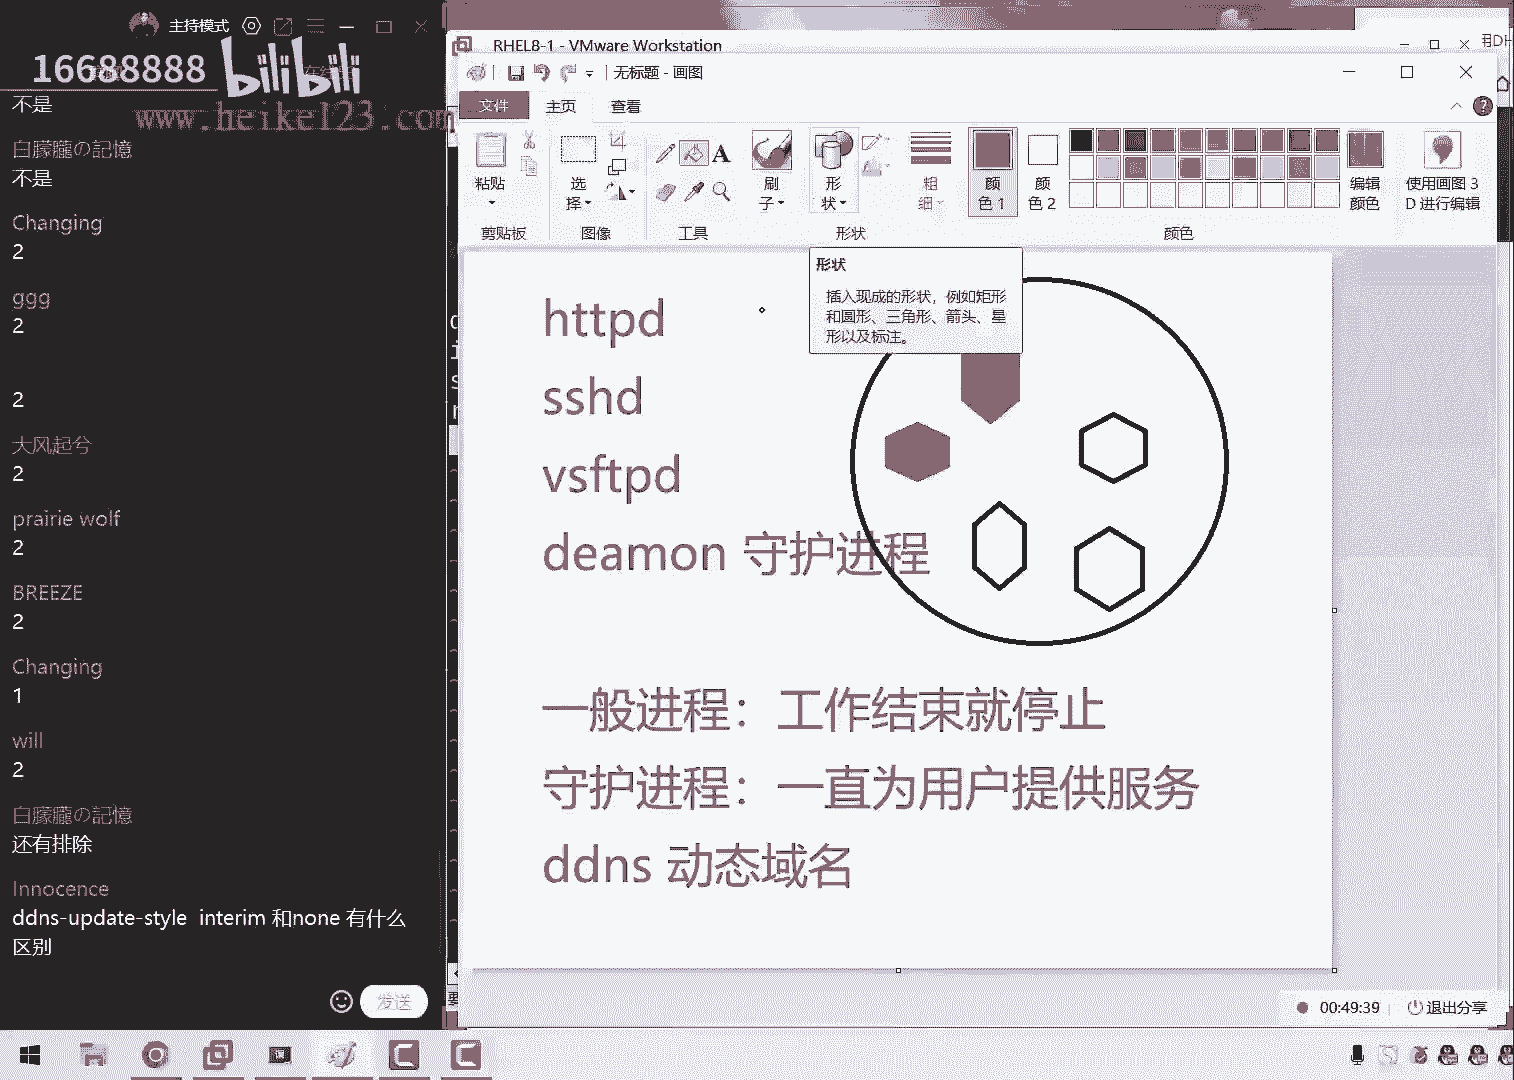 主持模式
16688888
bilibili
不是
www.heike123.com
白朦朧の記憶
不是
Changing
2
ggg
2
2
大风起兮
2
prairie wolf
2
BREEZE
2
Changing
1
will
2
白朦朧の記憶
还有排除
Innocence
ddns-update-style interim 和none 有什么
区别
发送
RHEL8-1 - VMware Workstation
无标题 - 画图
文件
主页
查看
粘贴
选
择
刷
子
形
状
粗
细
颜
色 1
颜
色 2
编辑
颜色
使用画图 3
D 进行编辑
剪贴板
图像
工具
形状
颜色
形状
插入现成的形状，例如矩形
和圆形、三角形、箭头、星
形以及标注。
httpd
sshd
vsftpd
deamon 守护进程
一般进程：工作结束就停止
守护进程：一直为用户提供服务
ddns 动态域名
00:49:39
退出分享